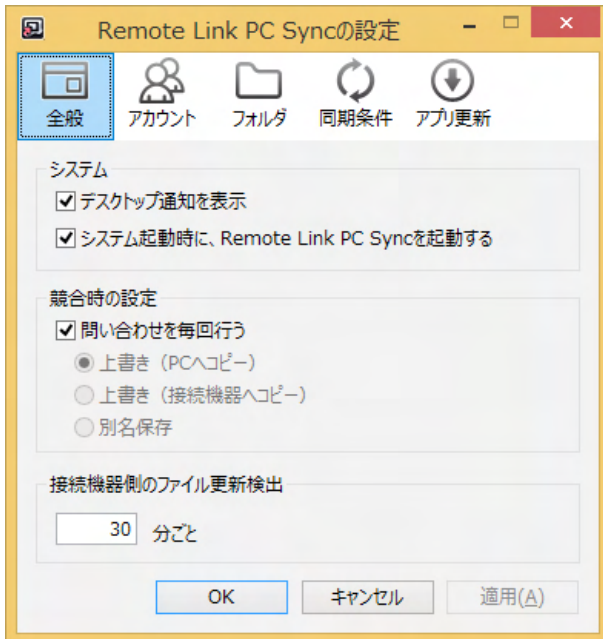 Remote Link PC Syncの設定
全般 アカウント フォルダ 同期条件 アプリ更新
システム
デスクトップ通知を表示
システム起動時に、Remote Link PC Syncを起動する
競合時の設定
問い合わせを毎回行う
上書き（PCへコピー）
上書き（接続機器へコピー）
別名保存
接続機器側のファイル更新検出
30 分ごと
OK キャンセル 適用(A)